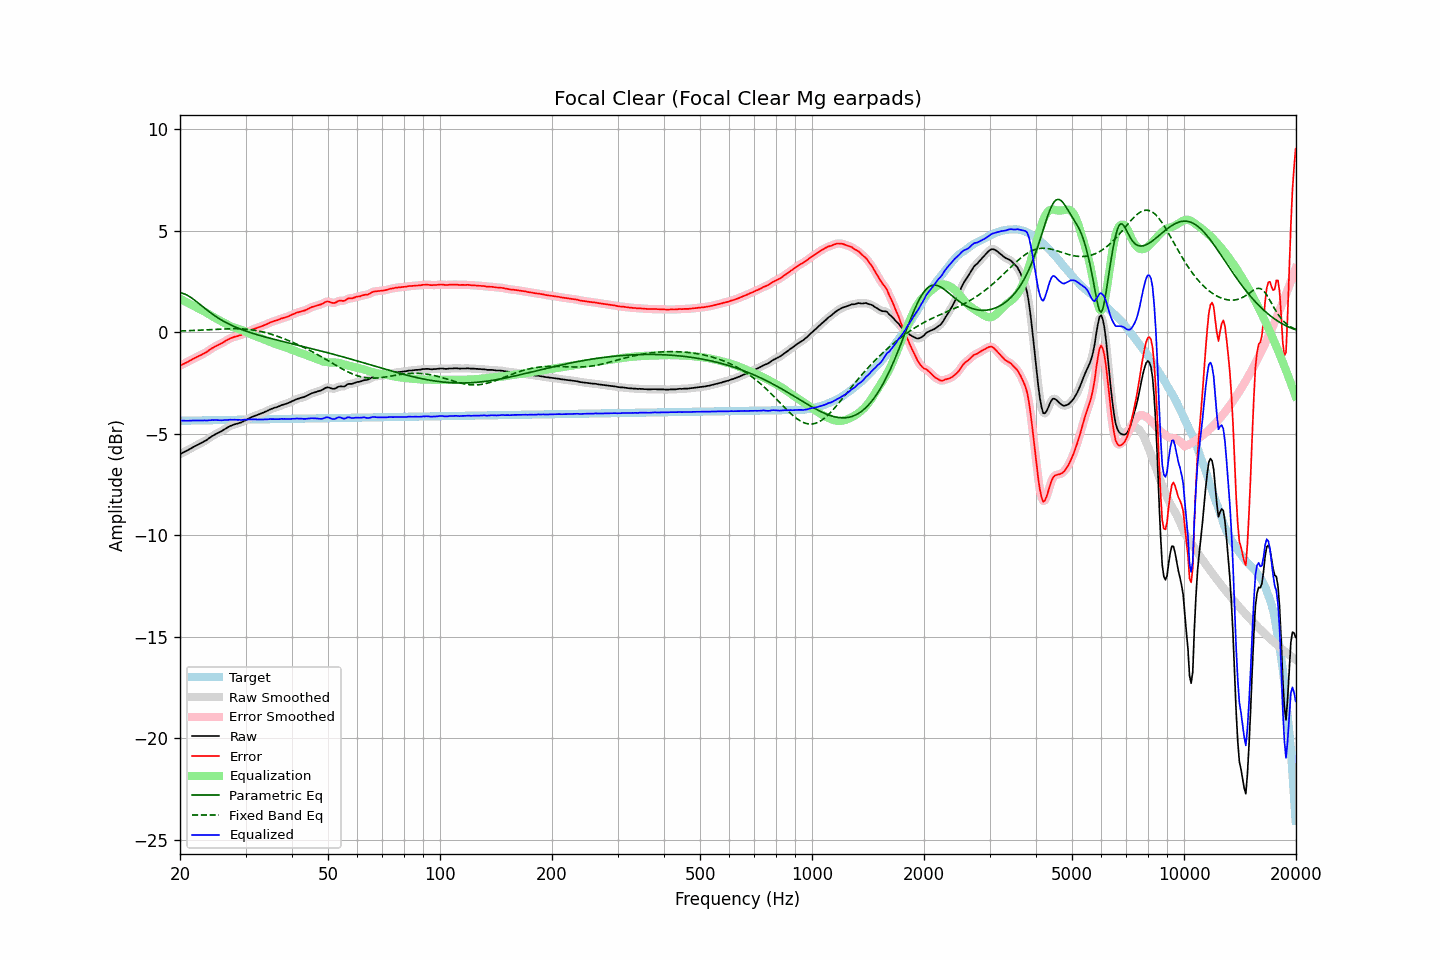 Focal Clear (Focal Clear Mg earpads)
10
5
0
−5
−10
−15
−20
−25
Amplitude (dBr)
Target
Raw Smoothed
Error Smoothed
Raw
Error
Equalization
Parametric Eq
Fixed Band Eq
Equalized
20 50 100 200 500 1000 2000 5000 10000 20000
Frequency (Hz)